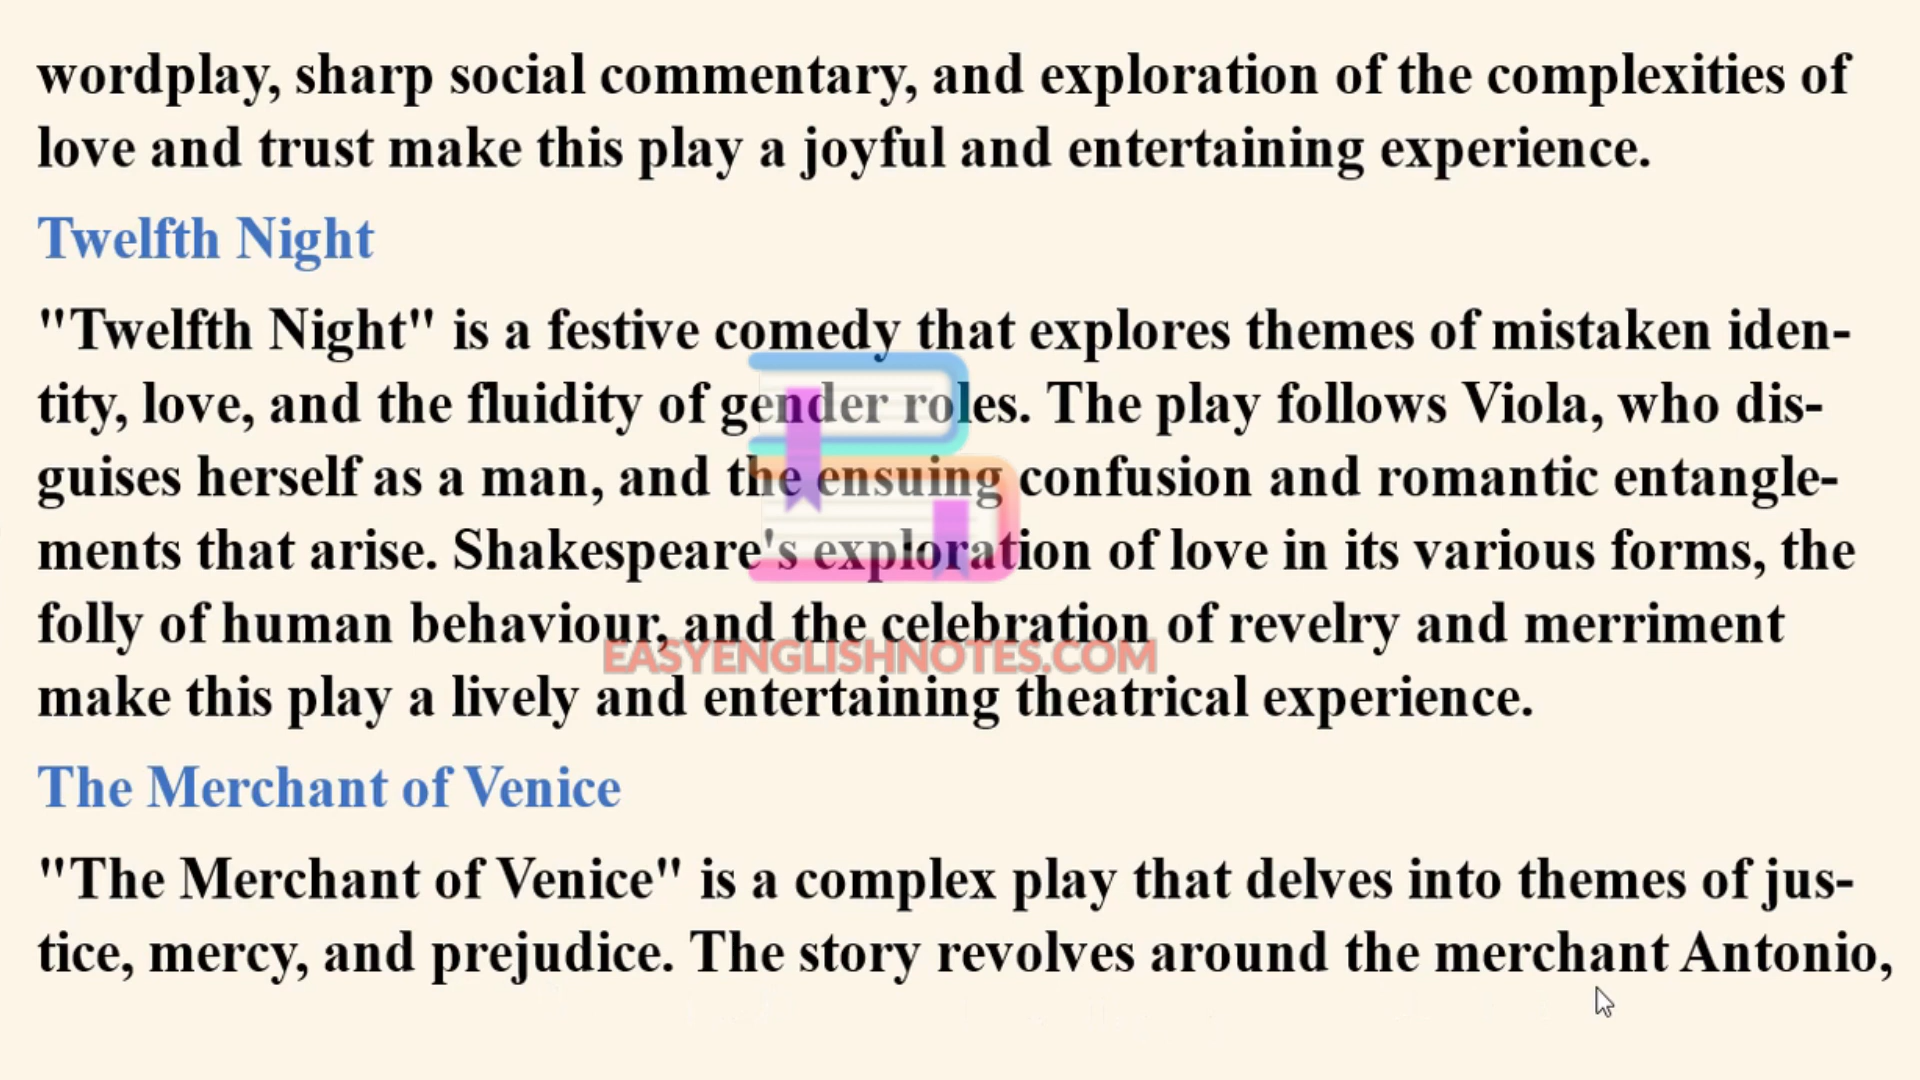 wordplay, sharp social commentary, and exploration of the complexities of
love and trust make this play a joyful and entertaining experience.
Twelfth Night
"Twelfth Night" is a festive comedy that explores themes of mistaken iden-
tity, love, and the fluidity of gender roles. The play follows Viola, who dis-
guises herself as a man, and the ensuing confusion and romantic entangle-
ments that arise. Shakespeare's exploration of love in its various forms, the
folly of human behaviour, and the celebration of revelry and merriment
EASYENGLISHNOTES.COM
make this play a lively and entertaining theatrical experience.
The Merchant of Venice
"The Merchant of Venice" is a complex play that delves into themes of jus-
tice, mercy, and prejudice. The story revolves around the merchant Antonio,